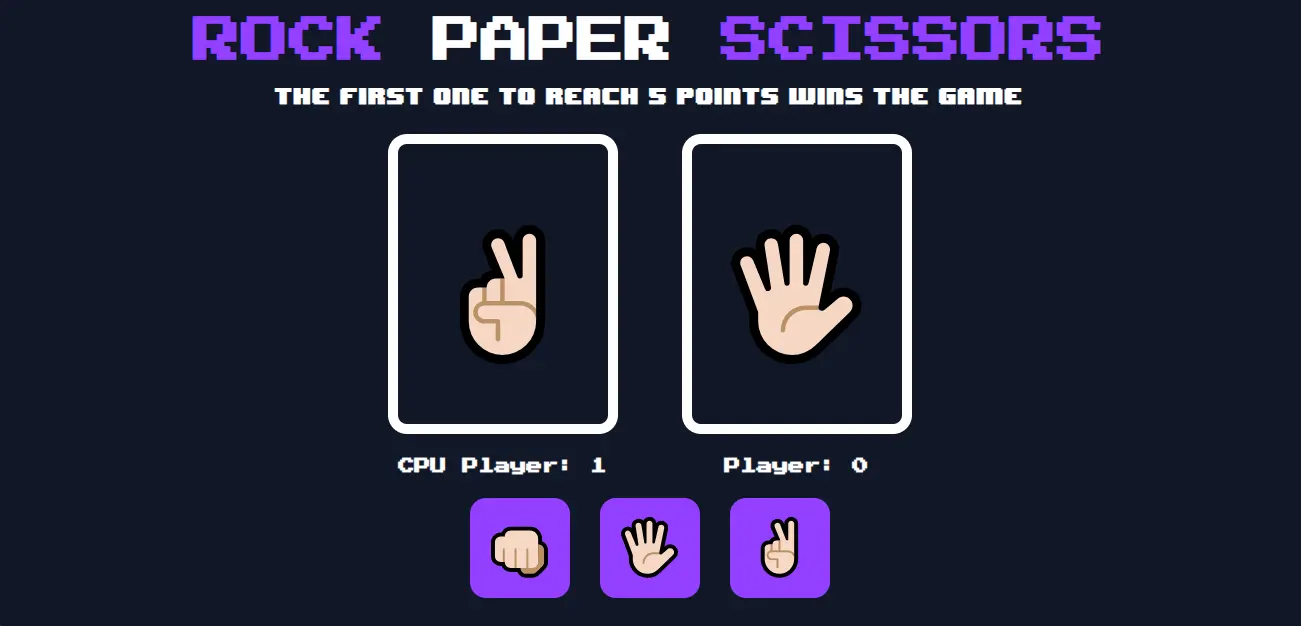 ROCK PAPER SCISSORS
THE FIRST ONE TO REACH 5 POINTS WINS THE GAME
CPU Player: 1
Player: 0